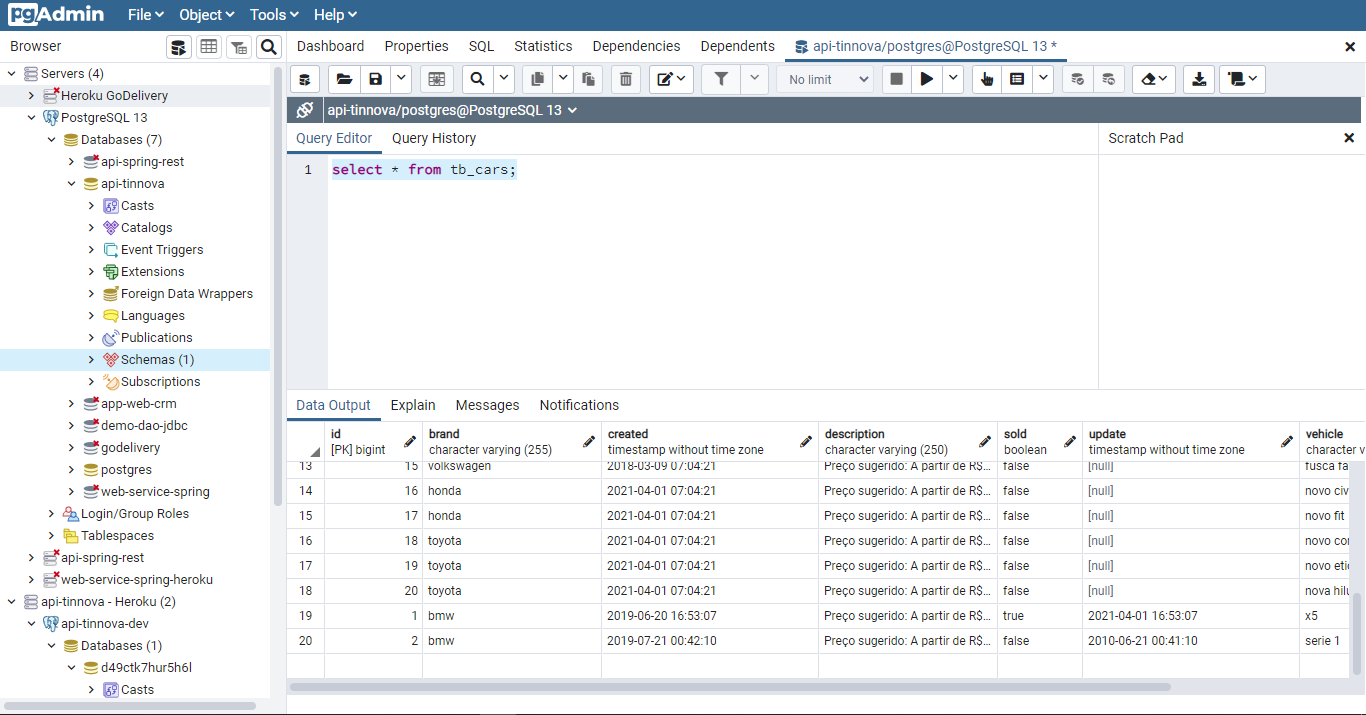 pgAdmin File Object Tools Help
Browser
Dashboard Properties SQL Statistics Dependencies Dependents api-tinnova/postgres@PostgreSQL 13 *
Servers (4)
Heroku GoDelivery
PostgreSQL 13
Databases (7)
api-spring-rest
api-tinnova
Casts
Catalogs
Event Triggers
Extensions
Foreign Data Wrappers
Languages
Publications
Schemas (1)
Subscriptions
app-web-crm
demo-dao-jdbc
godelivery
postgres
web-service-spring
Login/Group Roles
Tablespaces
api-spring-rest
web-service-spring-heroku
api-tinnova - Heroku (2)
api-tinnova-dev
Databases (1)
d49ctk7hur5h6l
Casts
No limit
api-tinnova/postgres@PostgreSQL 13
Query Editor Query History
Scratch Pad
1 select * from tb_cars;
Data Output Explain Messages Notifications
id brand created description sold update vehicle
[PK] bigint character varying (255) timestamp without time zone character varying (250) boolean timestamp without time zone character v
13 15 volkswagen 2018-03-09 07:04:21 Preço sugerido: A partir de R$... false [null] fusca fa
14 16 honda 2021-04-01 07:04:21 Preço sugerido: A partir de R$... false [null] novo civ
15 17 honda 2021-04-01 07:04:21 Preço sugerido: A partir de R$... false [null] novo fit
16 18 toyota 2021-04-01 07:04:21 Preço sugerido: A partir de R$... false [null] novo co
17 19 toyota 2021-04-01 07:04:21 Preço sugerido: A partir de R$... false [null] novo eti
18 20 toyota 2021-04-01 07:04:21 Preço sugerido: A partir de R$... false [null] nova hilu
19 1 bmw 2019-06-20 16:53:07 Preço sugerido: A partir de R$... true 2021-04-01 16:53:07 x5
20 2 bmw 2019-07-21 00:42:10 Preço sugerido: A partir de R$... false 2010-06-21 00:41:10 serie 1